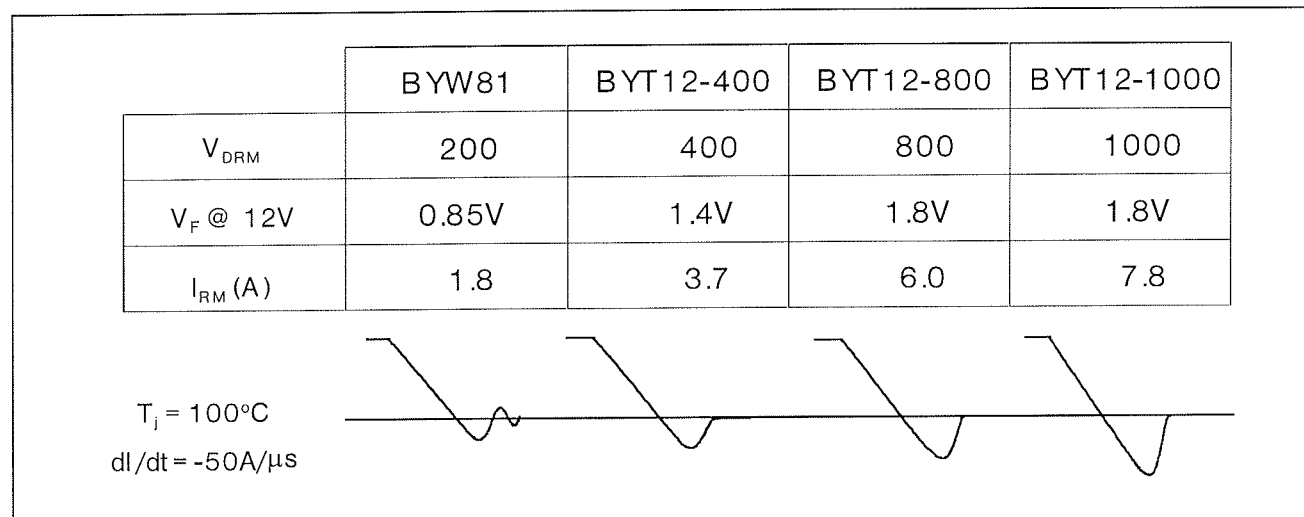 BYW81 BYT12-400 BYT12-800 BYT12-1000
V_DRM 200 400 800 1000
V_F @ 12V 0.85V 1.4V 1.8V 1.8V
I_RM (A) 1.8 3.7 6.0 7.8
T_j = 100°C
dI/dt = -50A/µs